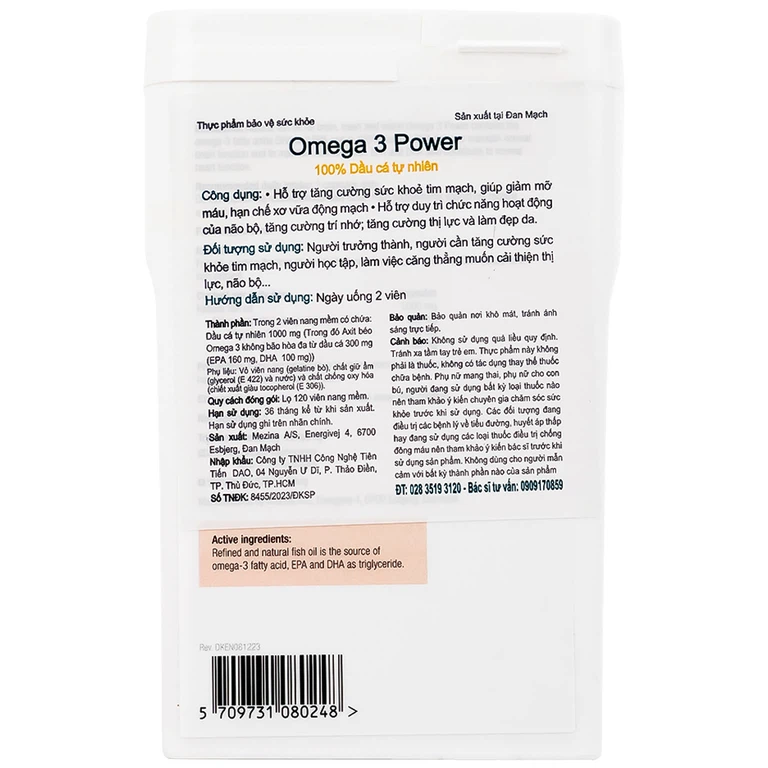 Thực phẩm bảo vệ sức khỏe
Sản xuất tại Đan Mạch
Omega 3 Power
100% Dầu cá tự nhiên
Công dụng: • Hỗ trợ tăng cường sức khoẻ tim mạch, giúp giảm mỡ
máu, hạn chế xơ vữa động mạch • Hỗ trợ duy trì chức năng hoạt động
của não bộ, tăng cường trí nhớ; tăng cường thị lực và làm đẹp da.
Đối tượng sử dụng: Người trưởng thành, người cần tăng cường sức
khỏe tim mạch, người học tập, làm việc căng thẳng muốn cải thiện thị
lực, não bộ...
Hướng dẫn sử dụng: Ngày uống 2 viên
Thành phần: Trong 2 viên nang mềm có chứa:
Dầu cá tự nhiên 1000 mg (Trong đó Axit béo
Omega 3 không bão hòa đa từ dầu cá 300 mg
(EPA 160 mg, DHA 100 mg))
Phụ liệu: Vỏ viên nang (gelatine bò), chất giữ ẩm
(glycerol (E 422) và nước) và chất chống oxy hóa
(chiết xuất giàu tocopherol (E 306)).
Quy cách đóng gói: Lọ 120 viên nang mềm.
Hạn sử dụng: 36 tháng kể từ khi sản xuất.
Hạn sử dụng ghi trên nhãn chính.
Sản xuất: Mezina A/S, Energivej 4, 6700
Esbjerg, Đan Mạch
Nhập khẩu: Công ty TNHH Công Nghệ Tiên
Tiến DAO, 04 Nguyễn Ư Dĩ, P. Thảo Điền,
TP. Thủ Đức, TP.HCM
Số TNĐK: 8455/2023/ĐKSP
Bảo quản: Bảo quản nơi khô mát, tránh ánh
sáng trực tiếp.
Cảnh báo: Không sử dụng quá liều quy định.
Tránh xa tầm tay trẻ em. Thực phẩm này không
phải là thuốc, không có tác dụng thay thế thuốc
chữa bệnh. Phụ nữ mang thai, phụ nữ cho con
bú, người đang sử dụng bất kỳ loại thuốc nào
nên tham khảo ý kiến chuyên gia chăm sóc sức
khỏe trước khi sử dụng. Các đối tượng đang
điều trị các bệnh lý về tiểu đường, huyết áp thấp
hay đang sử dụng các loại thuốc điều trị chống
đông máu nên tham khảo ý kiến bác sĩ trước khi
sử dụng sản phẩm. Không dùng cho người mẫn
cảm với bất kỳ thành phần nào của sản phẩm
ĐT: 028 3519 3120 - Bác sĩ tư vấn: 0909170859
Active ingredients:
Refined and natural fish oil is the source of
omega-3 fatty acid, EPA and DHA as triglyceride.
Rev. DKEN081223
5 709731 080248 >